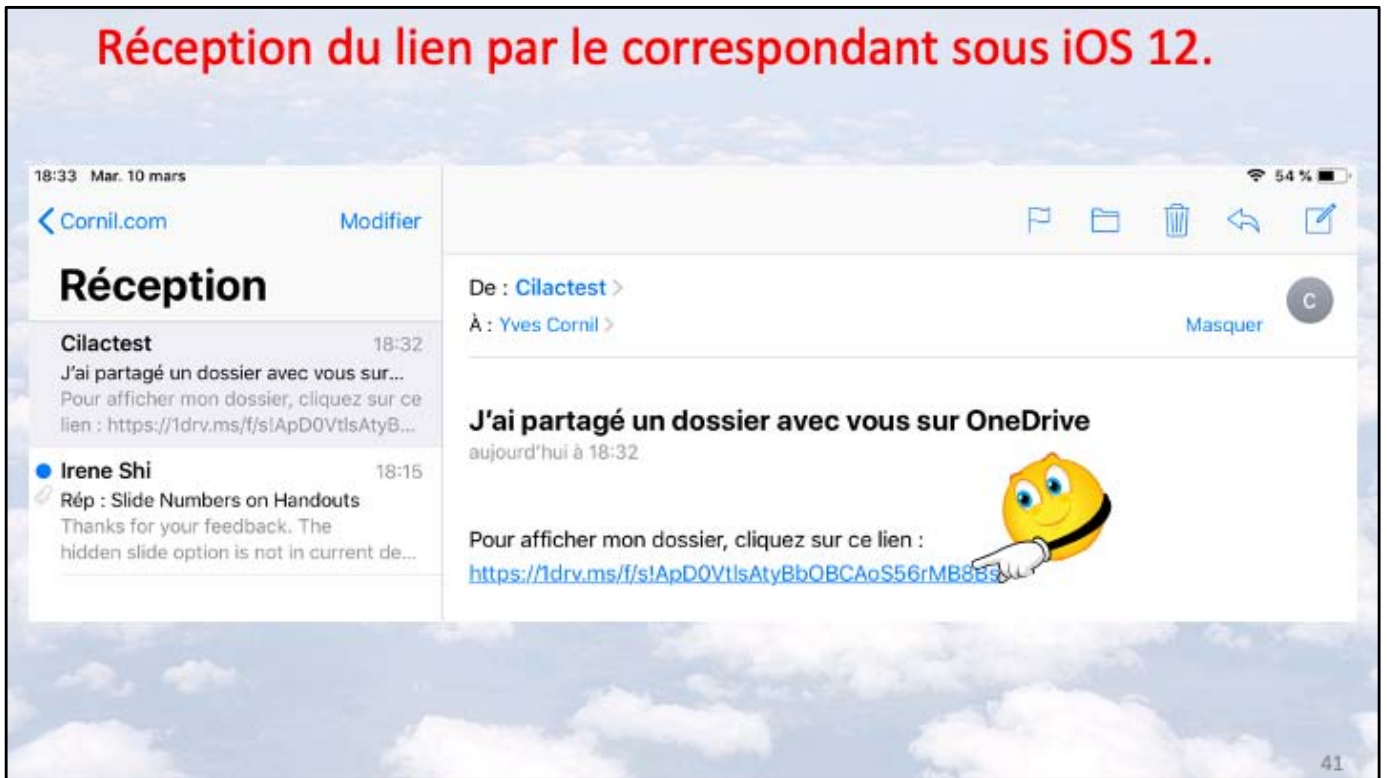 Réception du lien par le correspondant sous iOS 12.
18:33 Mar. 10 mars
54 %
Cornil.com
Modifier
Réception
Cilactest 18:32
J'ai partagé un dossier avec vous sur...
Pour afficher mon dossier, cliquez sur ce
lien : https://1drv.ms/f/s!ApD0VtlsAtyB...
Irene Shi 18:15
Rép : Slide Numbers on Handouts
Thanks for your feedback. The
hidden slide option is not in current de...
De : Cilactest >
À : Yves Cornil >
Masquer
C
J'ai partagé un dossier avec vous sur OneDrive
aujourd'hui à 18:32
Pour afficher mon dossier, cliquez sur ce lien :
https://1drv.ms/f/s!ApD0VtlsAtyBbOBCAoS56rMB8Bs
41